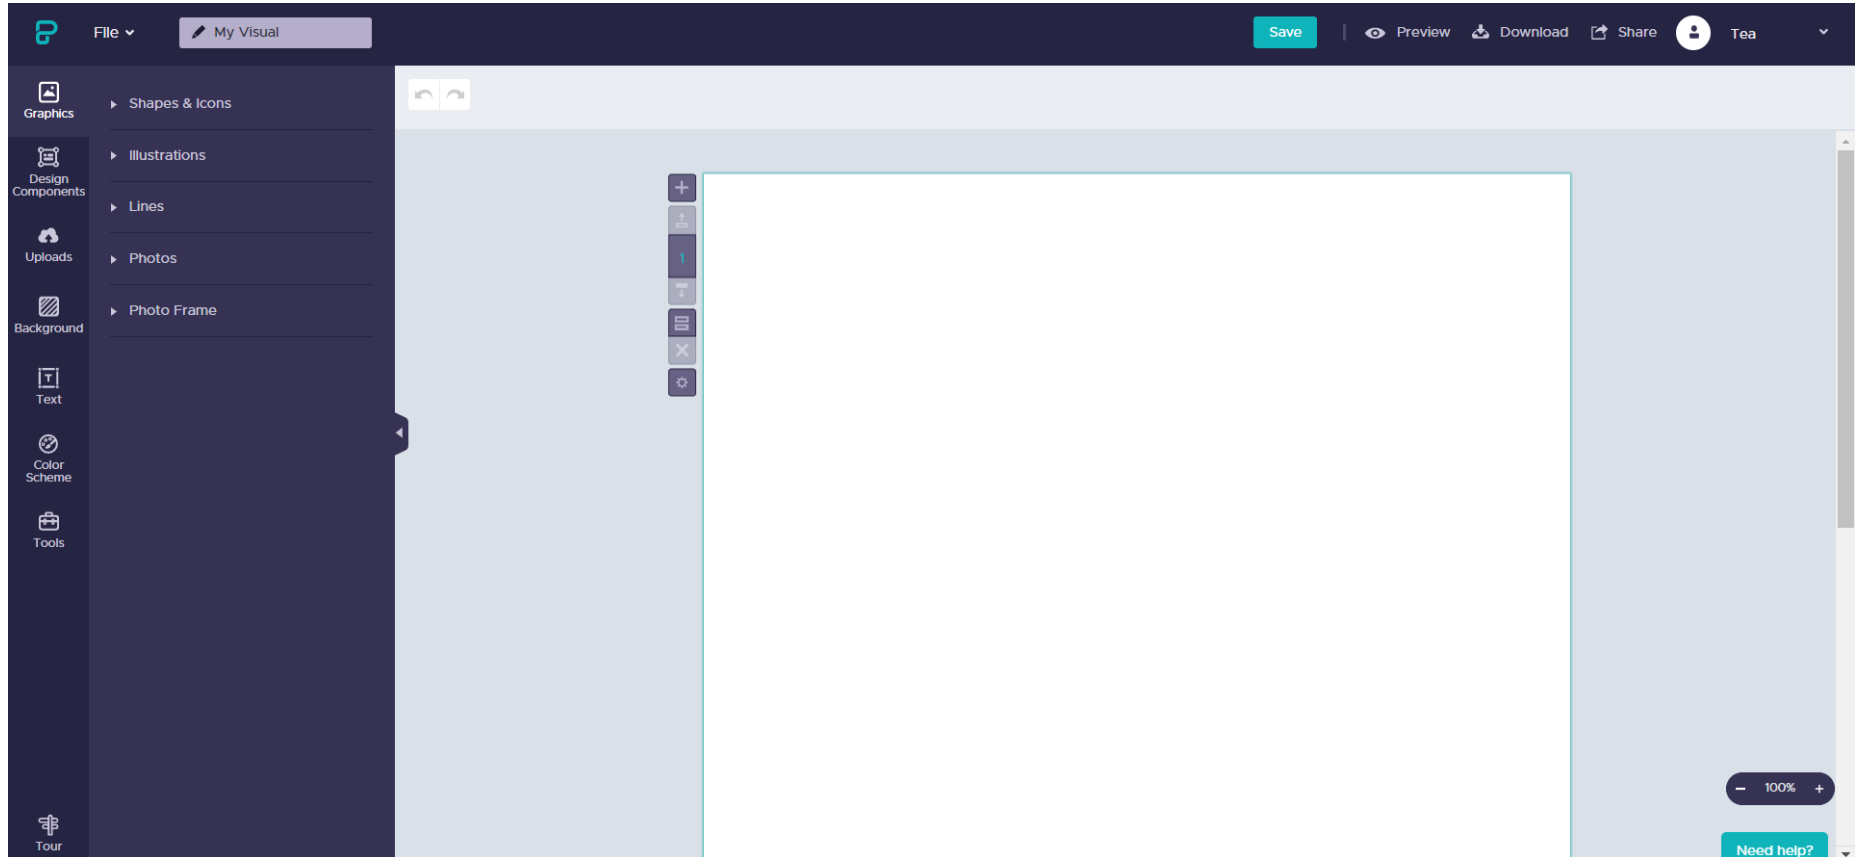 File
My Visual
Save
Preview
Download
Share
Tea
Graphics
Design
Components
Uploads
Background
Text
Color
Scheme
Tools
Tour
Shapes & Icons
Illustrations
Lines
Photos
Photo Frame
1
100%
Need help?